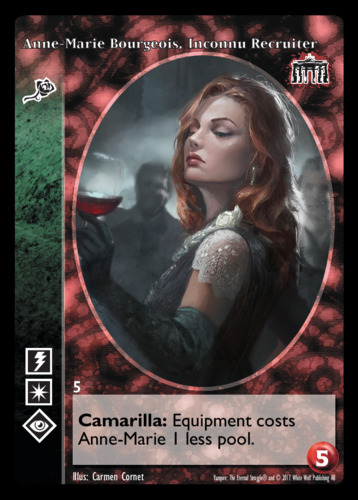 Anne-Marie Bourgeois, Inconnu Recruiter
5
Camarilla: Equipment costs
Anne-Marie 1 less pool.
5
Illus: Carmen Cornet
Vampire: The Eternal Struggle® and © 2017 White Wolf Publishing AB